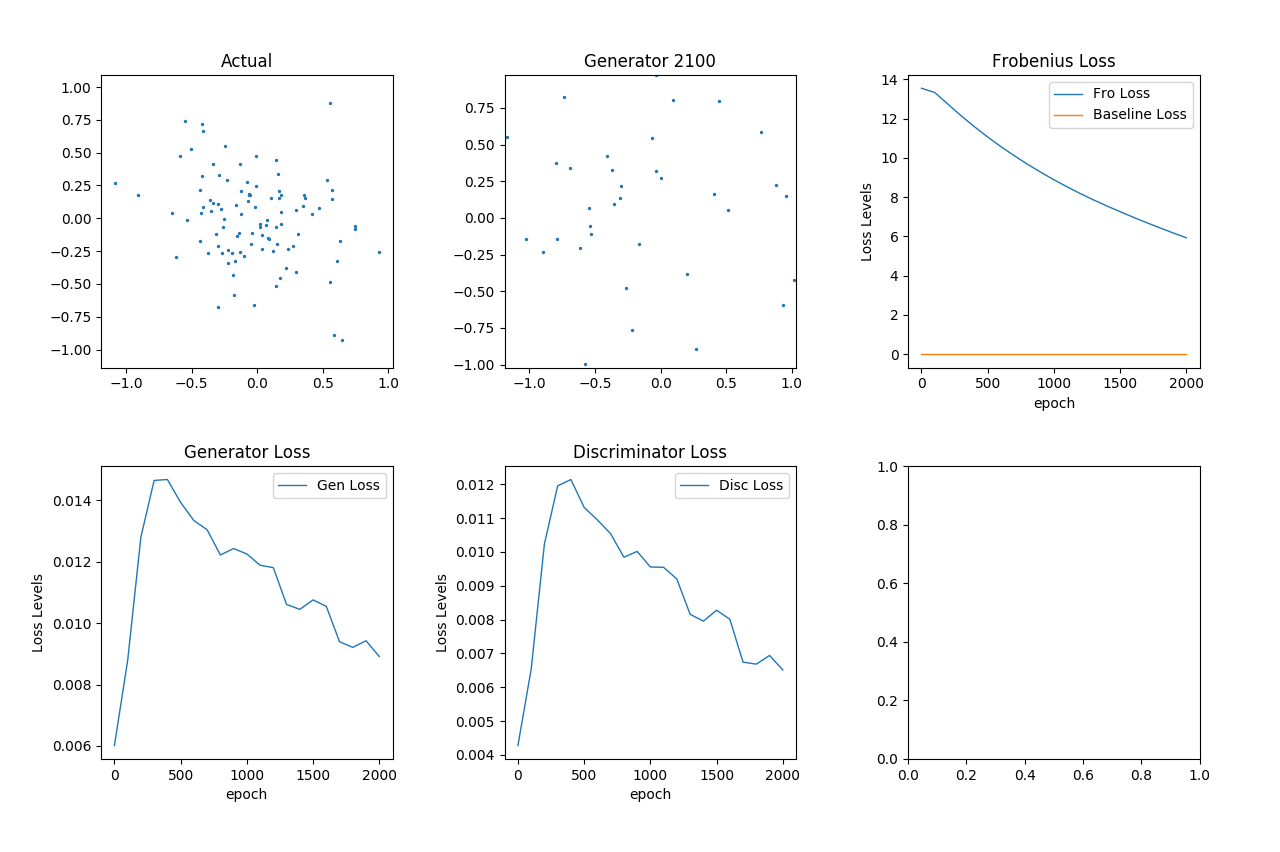 Actual
1.00
0.75
0.50
0.25
0.00
−0.25
−0.50
−0.75
−1.00
−1.0 −0.5 0.0 0.5 1.0
Generator 2100
0.75
0.50
0.25
0.00
−0.25
−0.50
−0.75
−1.00
−1.0 −0.5 0.0 0.5 1.0
Frobenius Loss
Fro Loss
Baseline Loss
Loss Levels
14
12
10
8
6
4
2
0
0 500 1000 1500 2000
epoch
Generator Loss
Gen Loss
Loss Levels
0.014
0.012
0.010
0.008
0.006
0 500 1000 1500 2000
epoch
Discriminator Loss
Disc Loss
Loss Levels
0.012
0.011
0.010
0.009
0.008
0.007
0.006
0.005
0.004
0 500 1000 1500 2000
epoch
1.0
0.8
0.6
0.4
0.2
0.0
0.0 0.2 0.4 0.6 0.8 1.0